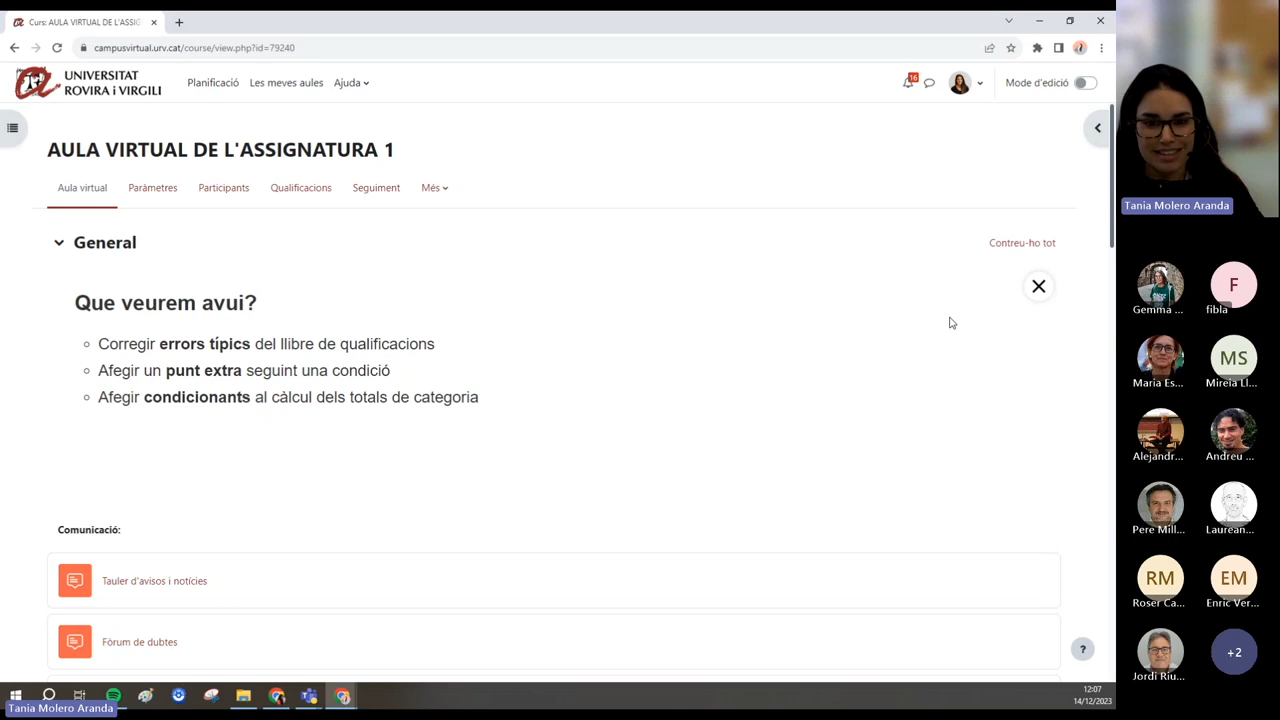 Curs: AULA VIRTUAL DE L'ASSIG
campusvirtual.urv.cat/course/view.php?id=79240
UNIVERSITAT
ROVIRA i VIRGILI
Planificació
Les meves aules
Ajuda
16
Mode d'edició
AULA VIRTUAL DE L'ASSIGNATURA 1
Aula virtual
Paràmetres
Participants
Qualificacions
Seguiment
Més
General
Contreu-ho tot
Que veurem avui?
Corregir errors típics del llibre de qualificacions
Afegir un punt extra seguint una condició
Afegir condicionants al càlcul dels totals de categoria
Comunicació:
Tauler d'avisos i notícies
Fòrum de dubtes
?
12:07
14/12/2023
Tania Molero Aranda
Tania Molero Aranda
Gemma ...
F
fibla
Maria Es...
MS
Mireia Ll...
Alejandr...
Andreu ...
Pere Mill...
Laurean...
RM
Roser Ca...
EM
Enric Ver...
Jordi Riu...
+2